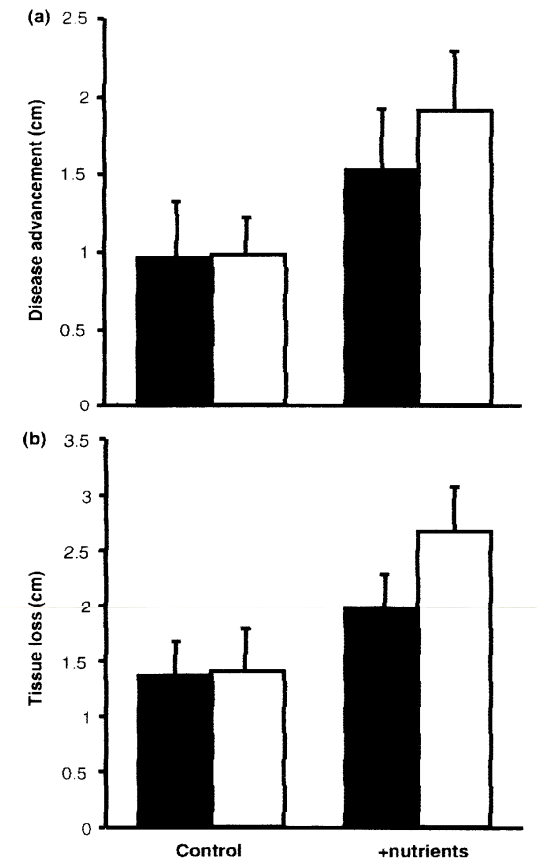 (a)
2.5
2
1.5
1
0.5
0
Disease advancement (cm)
(b)
3.5
3
2.5
2
1.5
1
0.5
0
Tissue loss (cm)
Control +nutrients